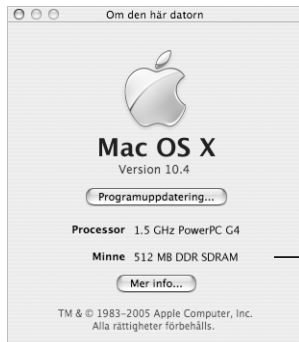 Om den här datorn
Mac OS X
Version 10.4
Programuppdatering...
Processor 1.5 GHz PowerPC G4
Minne 512 MB DDR SDRAM
Mer info...
TM & © 1983–2005 Apple Computer, Inc.
Alla rättigheter förbehålls.